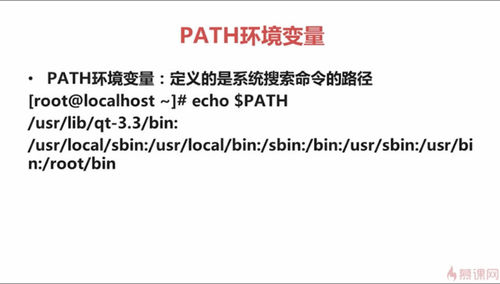 PATH环境变量
• PATH环境变量：定义的是系统搜索命令的路径
[root@localhost ~]# echo $PATH
/usr/lib/qt-3.3/bin:
/usr/local/sbin:/usr/local/bin:/sbin:/bin:/usr/sbin:/usr/bi
n:/root/bin
慕课网